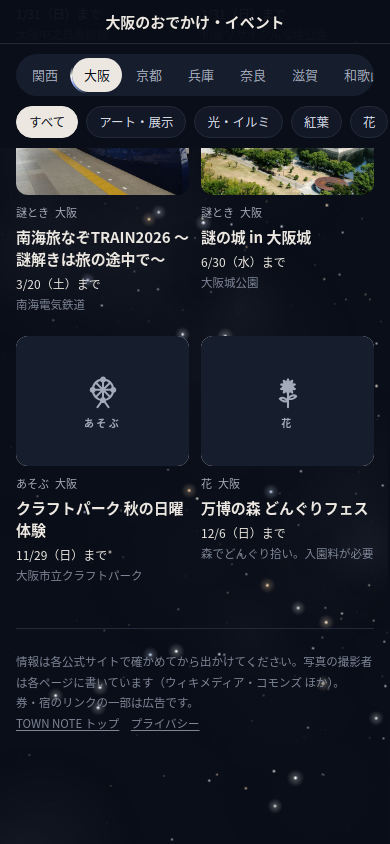 大阪のおでかけ・イベント
関西 大阪 京都 兵庫 奈良 滋賀 和歌
すべて アート・展示 光・イルミ 紅葉 花
謎とき 大阪
南海旅なぞTRAIN2026 〜
謎解きは旅の途中で〜
3/20（土）まで
南海電気鉄道
謎とき 大阪
謎の城 in 大阪城
6/30（水）まで
大阪城公園
あそぶ
花
あそぶ 大阪
クラフトパーク 秋の日曜
体験
11/29（日）まで*
大阪市立クラフトパーク
花 大阪
万博の森 どんぐりフェス
12/6（日）まで
森でどんぐり拾い。入園料が必要
情報は各公式サイトで確かめてから出かけてください。写真の撮影者
は各ページに書いています（ウィキメディア・コモンズ ほか）。
券・宿のリンクの一部は広告です。
TOWN NOTE トップ プライバシー